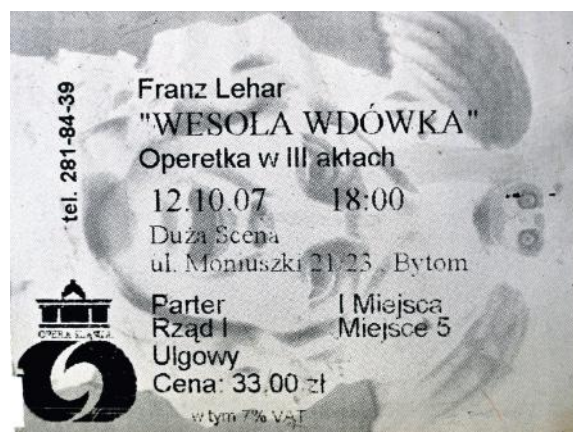 tel. 281-84-39
Franz Lehar
"WESOŁA WDÓWKA"
Operetka w III aktach
12.10.07 18:00
Duża Scena
ul. Moniuszki 21/23 , Bytom
Parter I Miejsca
Rząd I Miejsce 5
Ulgowy
Cena: 33,00 zł
w tym 7% VAT
OPERA ŚLĄSKA